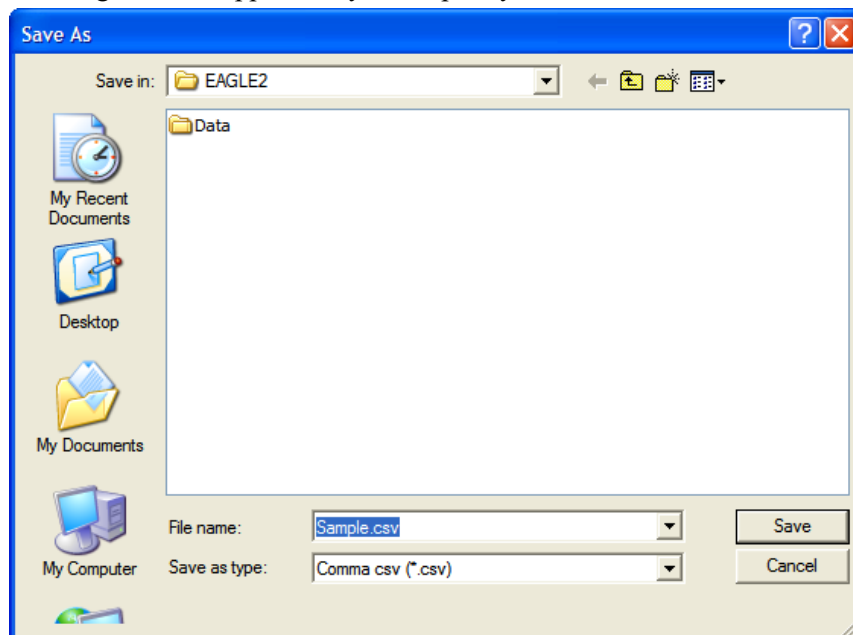 Save As
Save in: EAGLE2
Data
My Recent
Documents
Desktop
My Documents
My Computer
File name: Sample.csv Save
Save as type: Comma csv (*.csv) Cancel